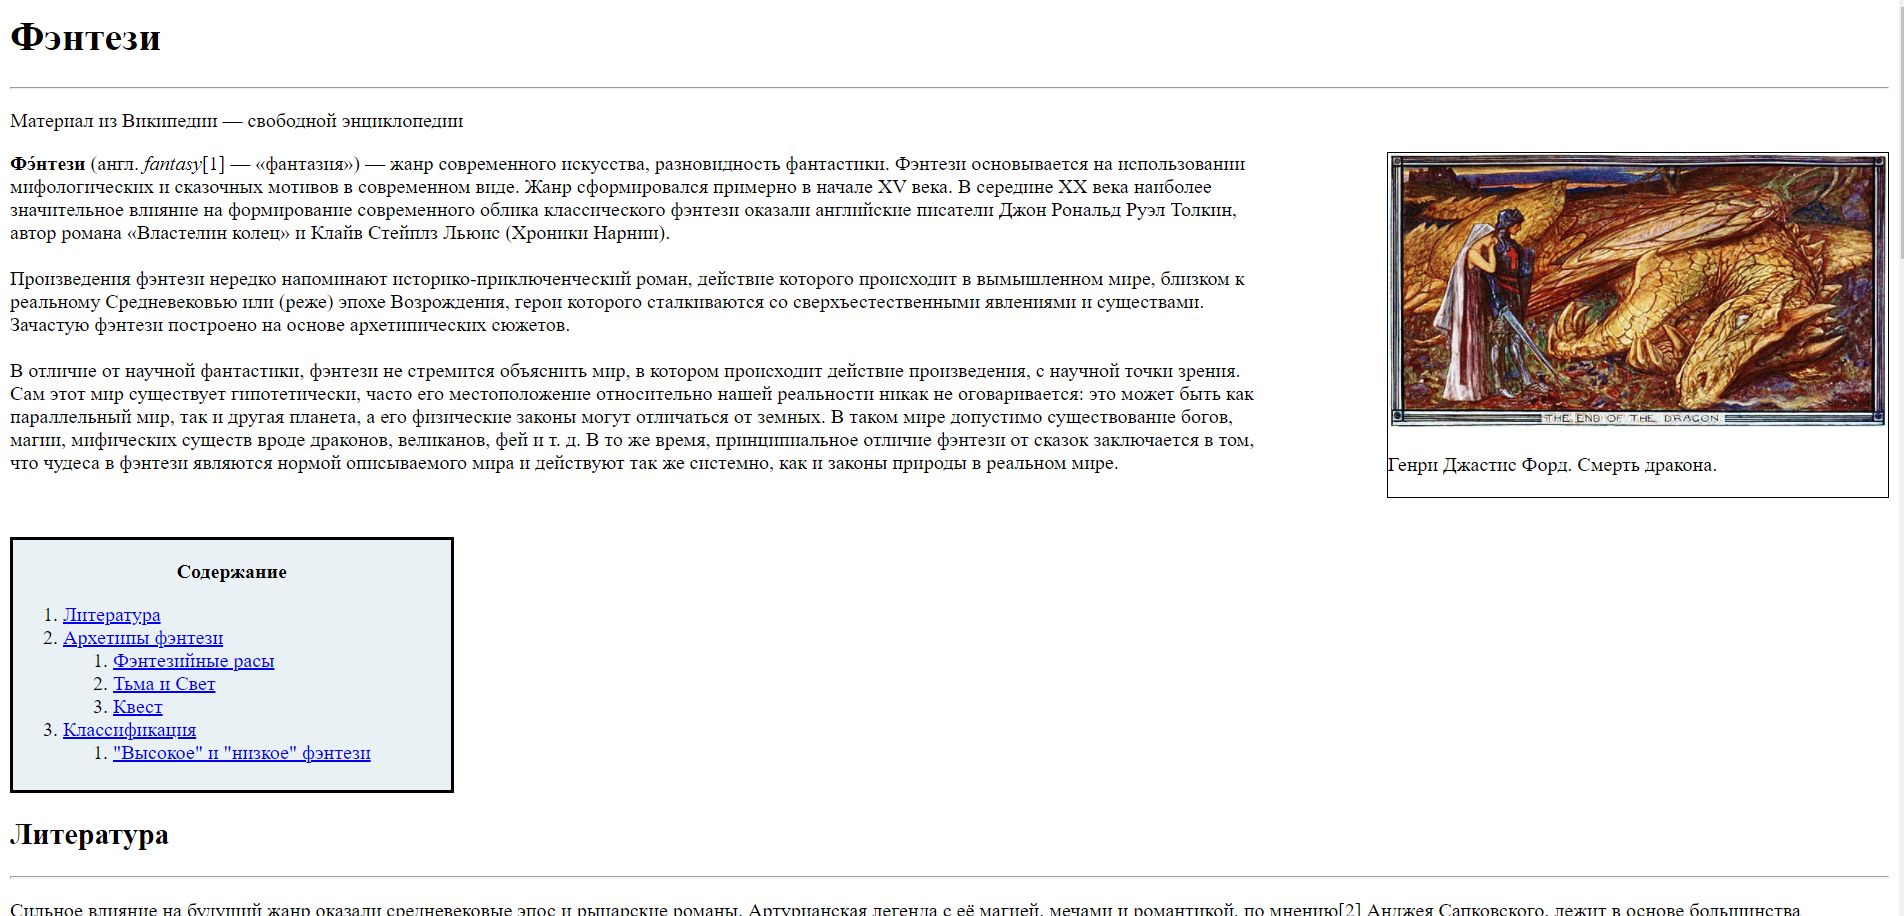 Фэнтези
Материал из Википедии — свободной энциклопедии
Фэ́нтези (англ. fantasy[1] — «фантазия») — жанр современного искусства, разновидность фантастики. Фэнтези основывается на использовании
мифологических и сказочных мотивов в современном виде. Жанр сформировался примерно в начале XV века. В середине XX века наиболее
значительное влияние на формирование современного облика классического фэнтези оказали английские писатели Джон Рональд Руэл Толкин,
автор романа «Властелин колец» и Клайв Стейплз Льюис (Хроники Нарнии).
Произведения фэнтези нередко напоминают историко-приключенческий роман, действие которого происходит в вымышленном мире, близком к
реальному Средневековью или (реже) эпохе Возрождения, герои которого сталкиваются со сверхъестественными явлениями и существами.
Зачастую фэнтези построено на основе архетипических сюжетов.
В отличие от научной фантастики, фэнтези не стремится объяснить мир, в котором происходит действие произведения, с научной точки зрения.
Сам этот мир существует гипотетически, часто его местоположение относительно нашей реальности никак не оговаривается: это может быть как
параллельный мир, так и другая планета, а его физические законы могут отличаться от земных. В таком мире допустимо существование богов,
магии, мифических существ вроде драконов, великанов, фей и т. д. В то же время, принципиальное отличие фэнтези от сказок заключается в том,
что чудеса в фэнтези являются нормой описываемого мира и действуют так же системно, как и законы природы в реальном мире.
THE END OF THE DRAGON
Генри Джастис Форд. Смерть дракона.
Содержание
1. Литература
2. Архетипы фэнтези
1. Фэнтезийные расы
2. Тьма и Свет
3. Квест
3. Классификация
1. "Высокое" и "низкое" фэнтези
Литература
Сильное влияние на будущий жанр оказали средневековые эпос и рыцарские романы. Артурианская легенда с её магией, мечами и романтикой, по мнению[2] Анджея Сапковского, лежит в основе большинства